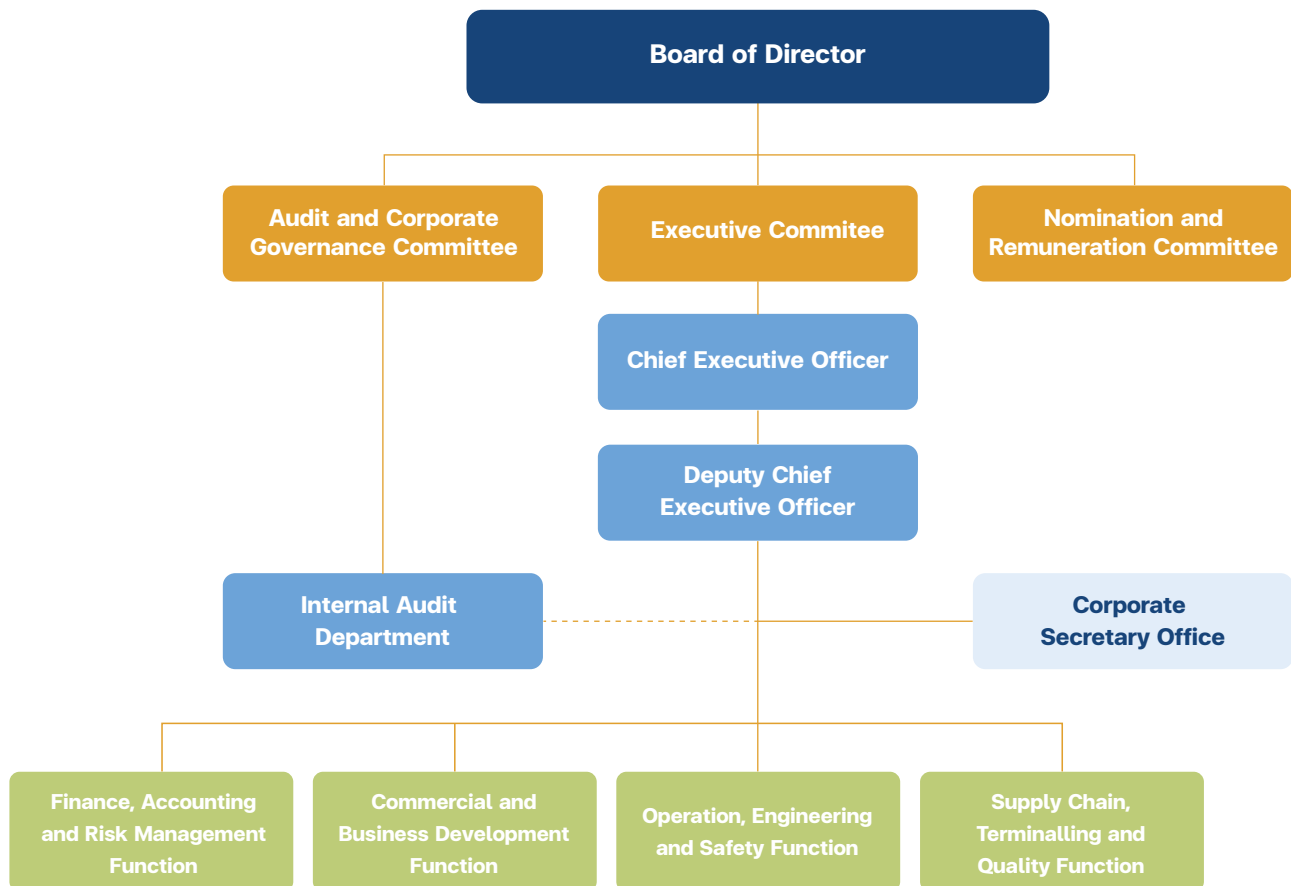 Board of Director
Audit and Corporate
Governance Committee
Executive Commitee
Nomination and
Remuneration Committee
Chief Executive Officer
Deputy Chief
Executive Officer
Internal Audit
Department
Corporate
Secretary Office
Finance, Accounting
and Risk Management
Function
Commercial and
Business Development
Function
Operation, Engineering
and Safety Function
Supply Chain,
Terminalling and
Quality Function